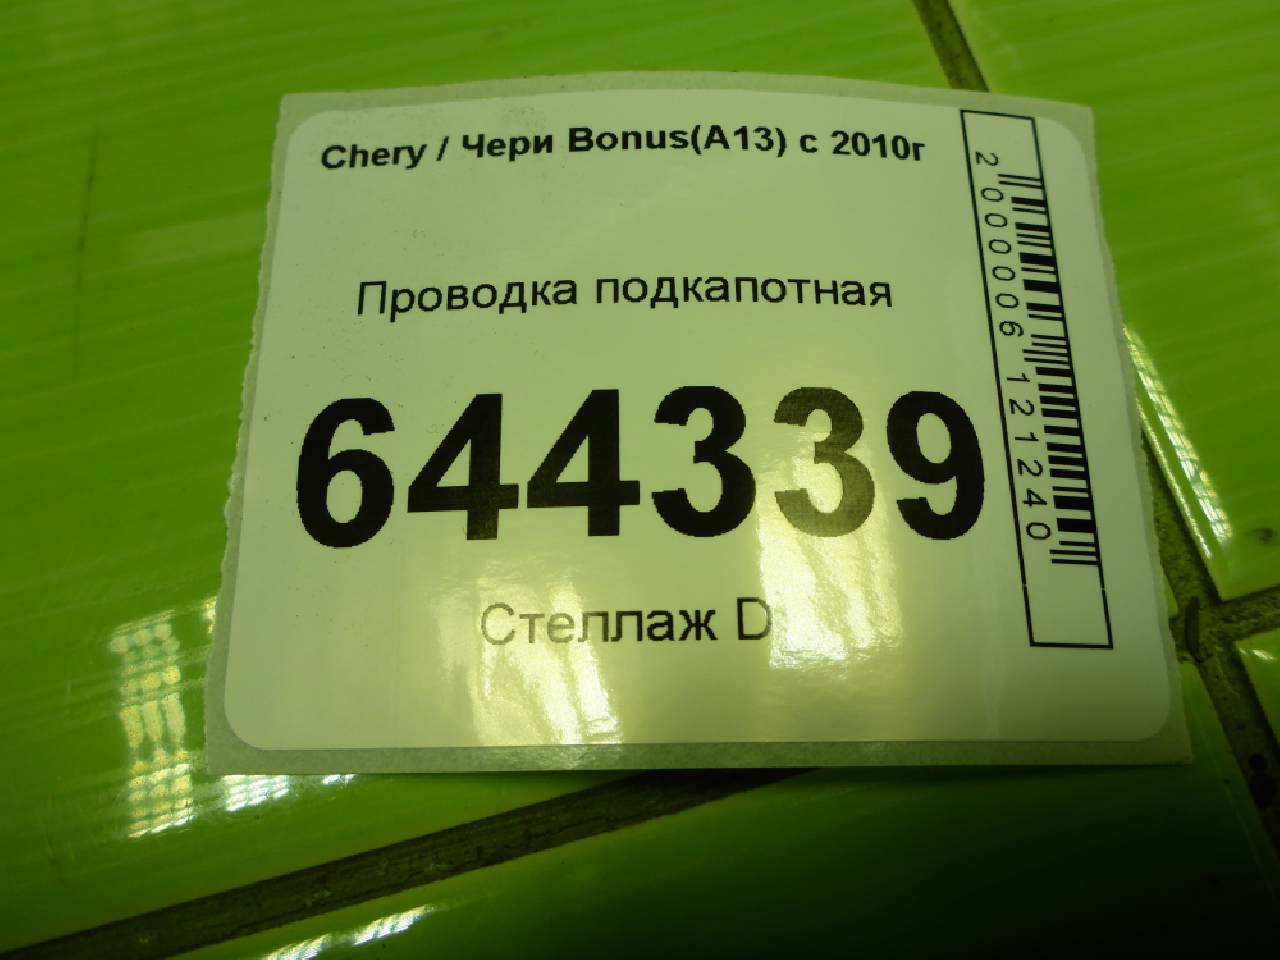 Chery / Чери Bonus(A13) с 2010г
Проводка подкапотная
644339
Стеллаж D
2000006121240